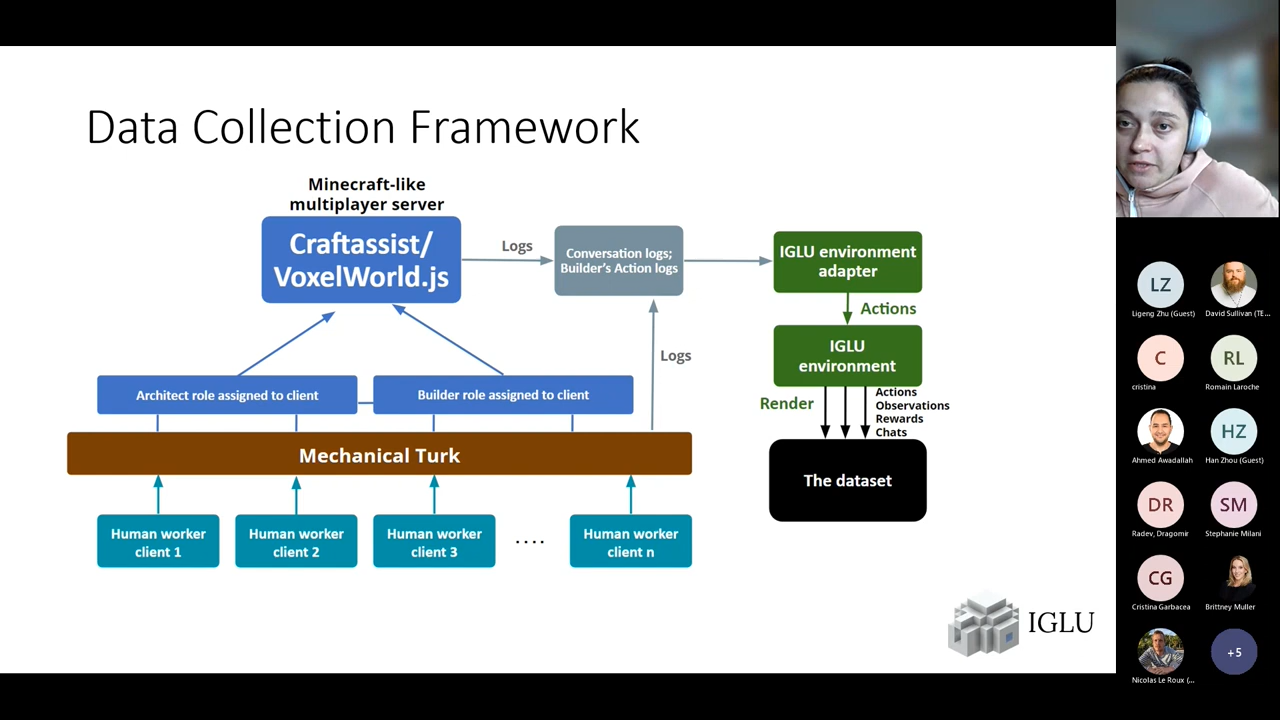 Data Collection Framework
Minecraft-like
multiplayer server
Craftassist/
VoxelWorld.js
Logs
Conversation logs;
Builder's Action logs
IGLU environment
adapter
Actions
IGLU
environment
Render
Actions
Observations
Rewards
Chats
The dataset
Logs
Architect role assigned to client
Builder role assigned to client
Mechanical Turk
Human worker
client 1
Human worker
client 2
Human worker
client 3
....
Human worker
client n
IGLU
LZ
Ligeng Zhu (Guest)
David Sullivan (TE...
C
cristina
RL
Romain Laroche
Ahmed Awadallah
HZ
Han Zhou (Guest)
DR
Radev, Dragomir
SM
Stephanie Milani
CG
Cristina Garbacea
Brittney Muller
Nicolas Le Roux (...
+5